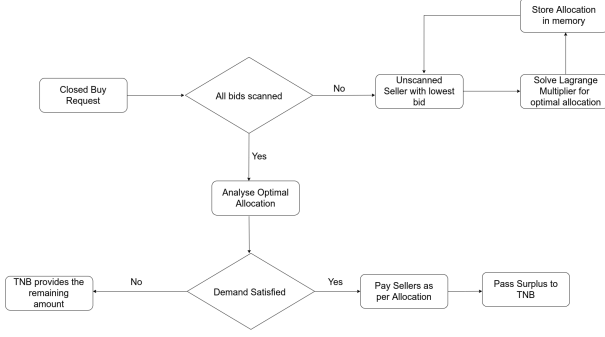 Store Allocation
in memory
Closed Buy
Request
All bids scanned
No
Unscanned
Seller with lowest
bid
Solve Lagrange
Multiplier for
optimal allocation
Yes
Analyse Optimal
Allocation
TNB provides the
remaining
amount
No
Demand Satisfied
Yes
Pay Sellers as
per Allocation
Pass Surplus to
TNB